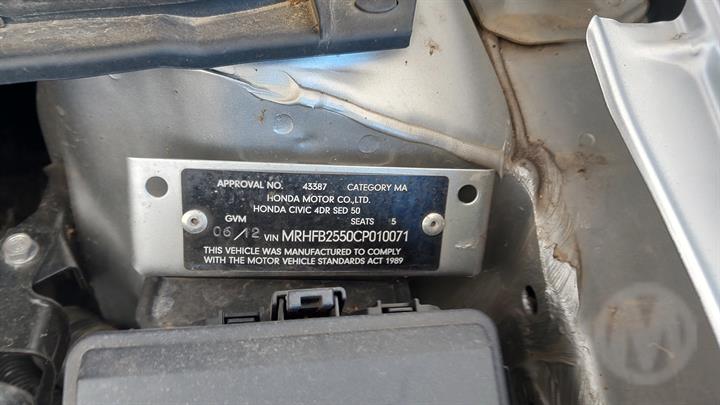 APPROVAL NO. 43387 CATEGORY MA
HONDA MOTOR CO.,LTD.
HONDA CIVIC 4DR SED 50
GVM SEATS 5
06/12 VIN MRHFB2550CP010071
THIS VEHICLE WAS MANUFACTURED TO COMPLY
WITH THE MOTOR VEHICLE STANDARDS ACT 1989
M